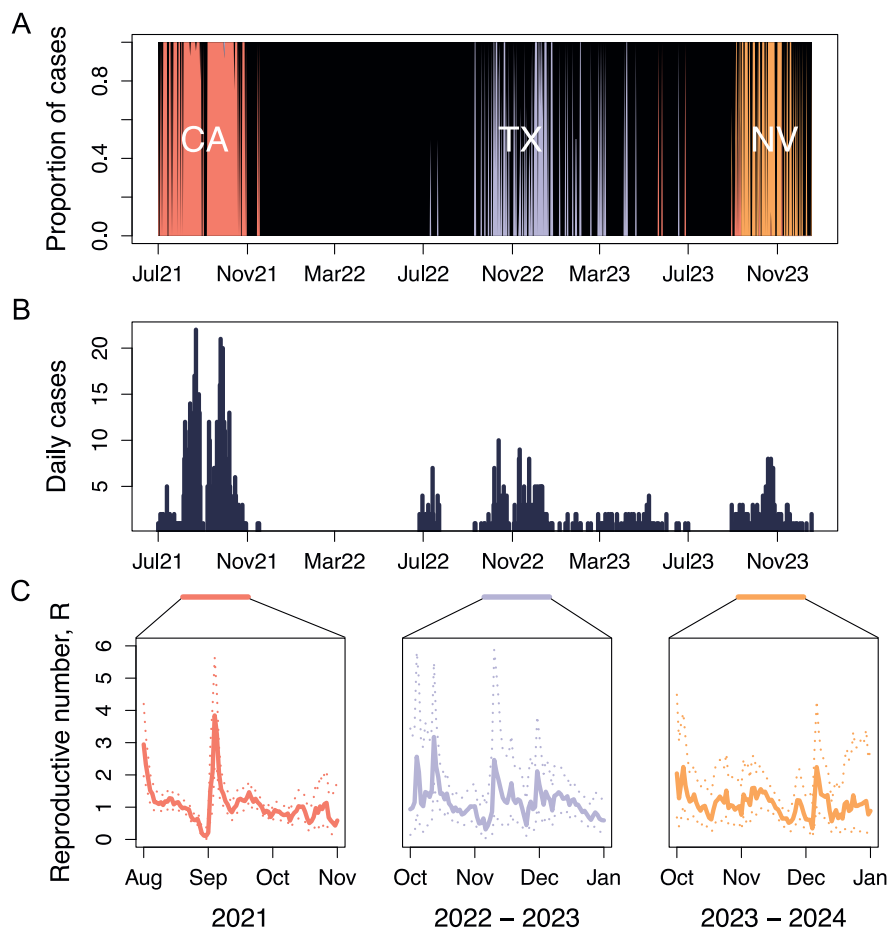 A
Proportion of cases
0.8
0.4
0.0
CA TX NV
Jul21 Nov21 Mar22 Jul22 Nov22 Mar23 Jul23 Nov23
B
Daily cases
20
15
10
5
Jul21 Nov21 Mar22 Jul22 Nov22 Mar23 Jul23 Nov23
C
Reproductive number, R
6
5
4
3
2
1
0
Aug Sep Oct Nov Oct Nov Dec Jan Oct Nov Dec Jan
2021 2022 – 2023 2023 – 2024